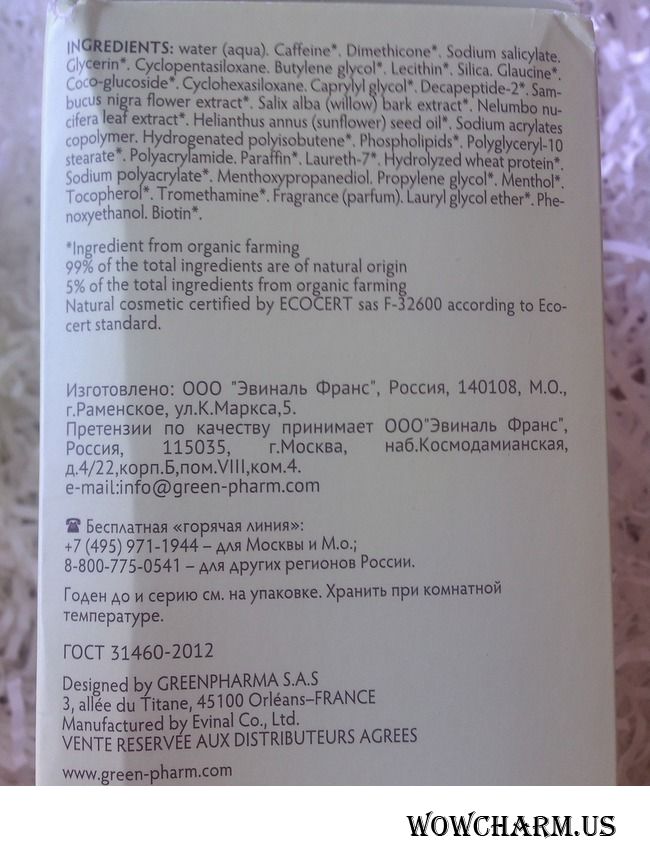 INGREDIENTS: water (aqua). Caffeine*. Dimethicone*. Sodium salicylate.
Glycerin*. Cyclopentasiloxane. Butylene glycol*. Lecithin*. Silica. Glaucine*.
Coco-glucoside*. Cyclohexasiloxane. Caprylyl glycol*. Decapeptide-2*. Sam-
bucus nigra flower extract*. Salix alba (willow) bark extract*. Nelumbo nu-
cifera leaf extract*. Helianthus annus (sunflower) seed oil*. Sodium acrylates
copolymer. Hydrogenated polyisobutene*. Phospholipids*. Polyglyceryl-10
stearate*. Polyacrylamide. Paraffin*. Laureth-7*. Hydrolyzed wheat protein*.
Sodium polyacrylate*. Menthoxypropanediol. Propylene glycol*. Menthol*.
Tocopherol*. Tromethamine*. Fragrance (parfum). Lauryl glycol ether*. Phe-
noxyethanol. Biotin*.
*Ingredient from organic farming
99% of the total ingredients are of natural origin
5% of the total ingredients from organic farming
Natural cosmetic certified by ECOCERT sas F-32600 according to Eco-
cert standard.
Изготовлено: ООО "Эвиналь Франс", Россия, 140108, М.О.,
г.Раменское, ул.К.Маркса,5.
Претензии по качеству принимает ООО"Эвиналь Франс",
Россия, 115035, г.Москва, наб.Космодамианская,
д.4/22,корп.Б,пом.VIII,ком.4.
e-mail:info@green-pharm.com
☎ Бесплатная «горячая линия»:
+7 (495) 971-1944 – для Москвы и М.о.;
8-800-775-0541 – для других регионов России.
Годен до и серию см. на упаковке. Хранить при комнатной
температуре.
ГОСТ 31460-2012
Designed by GREENPHARMA S.A.S
3, allée du Titane, 45100 Orléans–FRANCE
Manufactured by Evinal Co., Ltd.
VENTE RESERVÉE AUX DISTRIBUTEURS AGREES
www.green-pharm.com
WOWCHARM.US